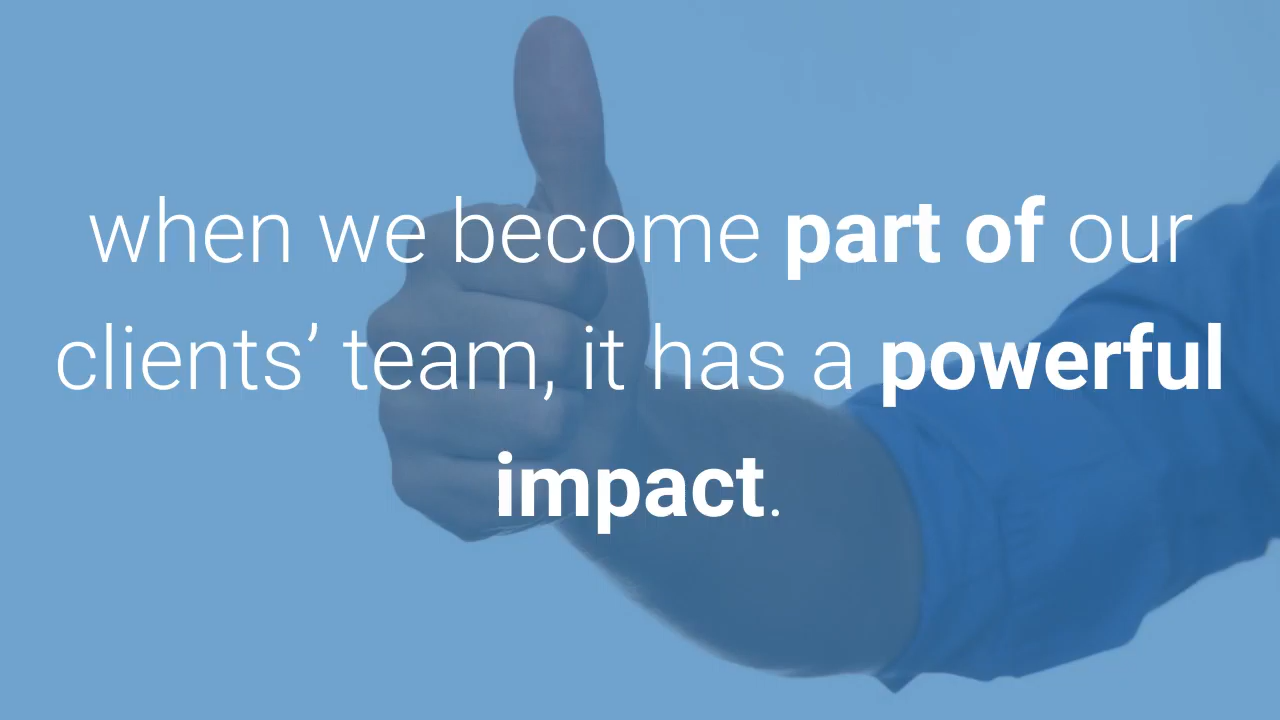 when we become part of our
clients’ team, it has a powerful
impact.